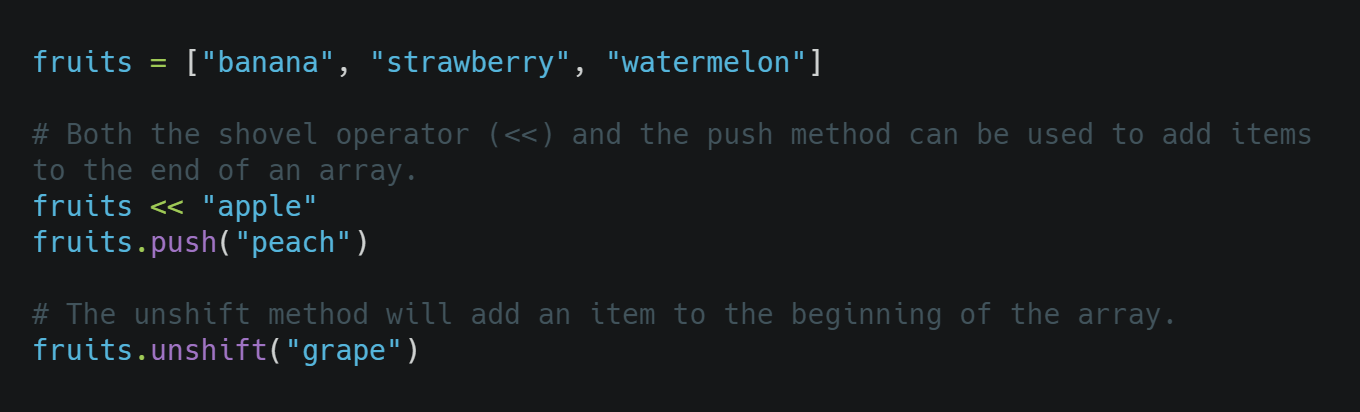 fruits = ["banana", "strawberry", "watermelon"]
# Both the shovel operator (<<) and the push method can be used to add items
to the end of an array.
fruits << "apple"
fruits.push("peach")
# The unshift method will add an item to the beginning of the array.
fruits.unshift("grape")